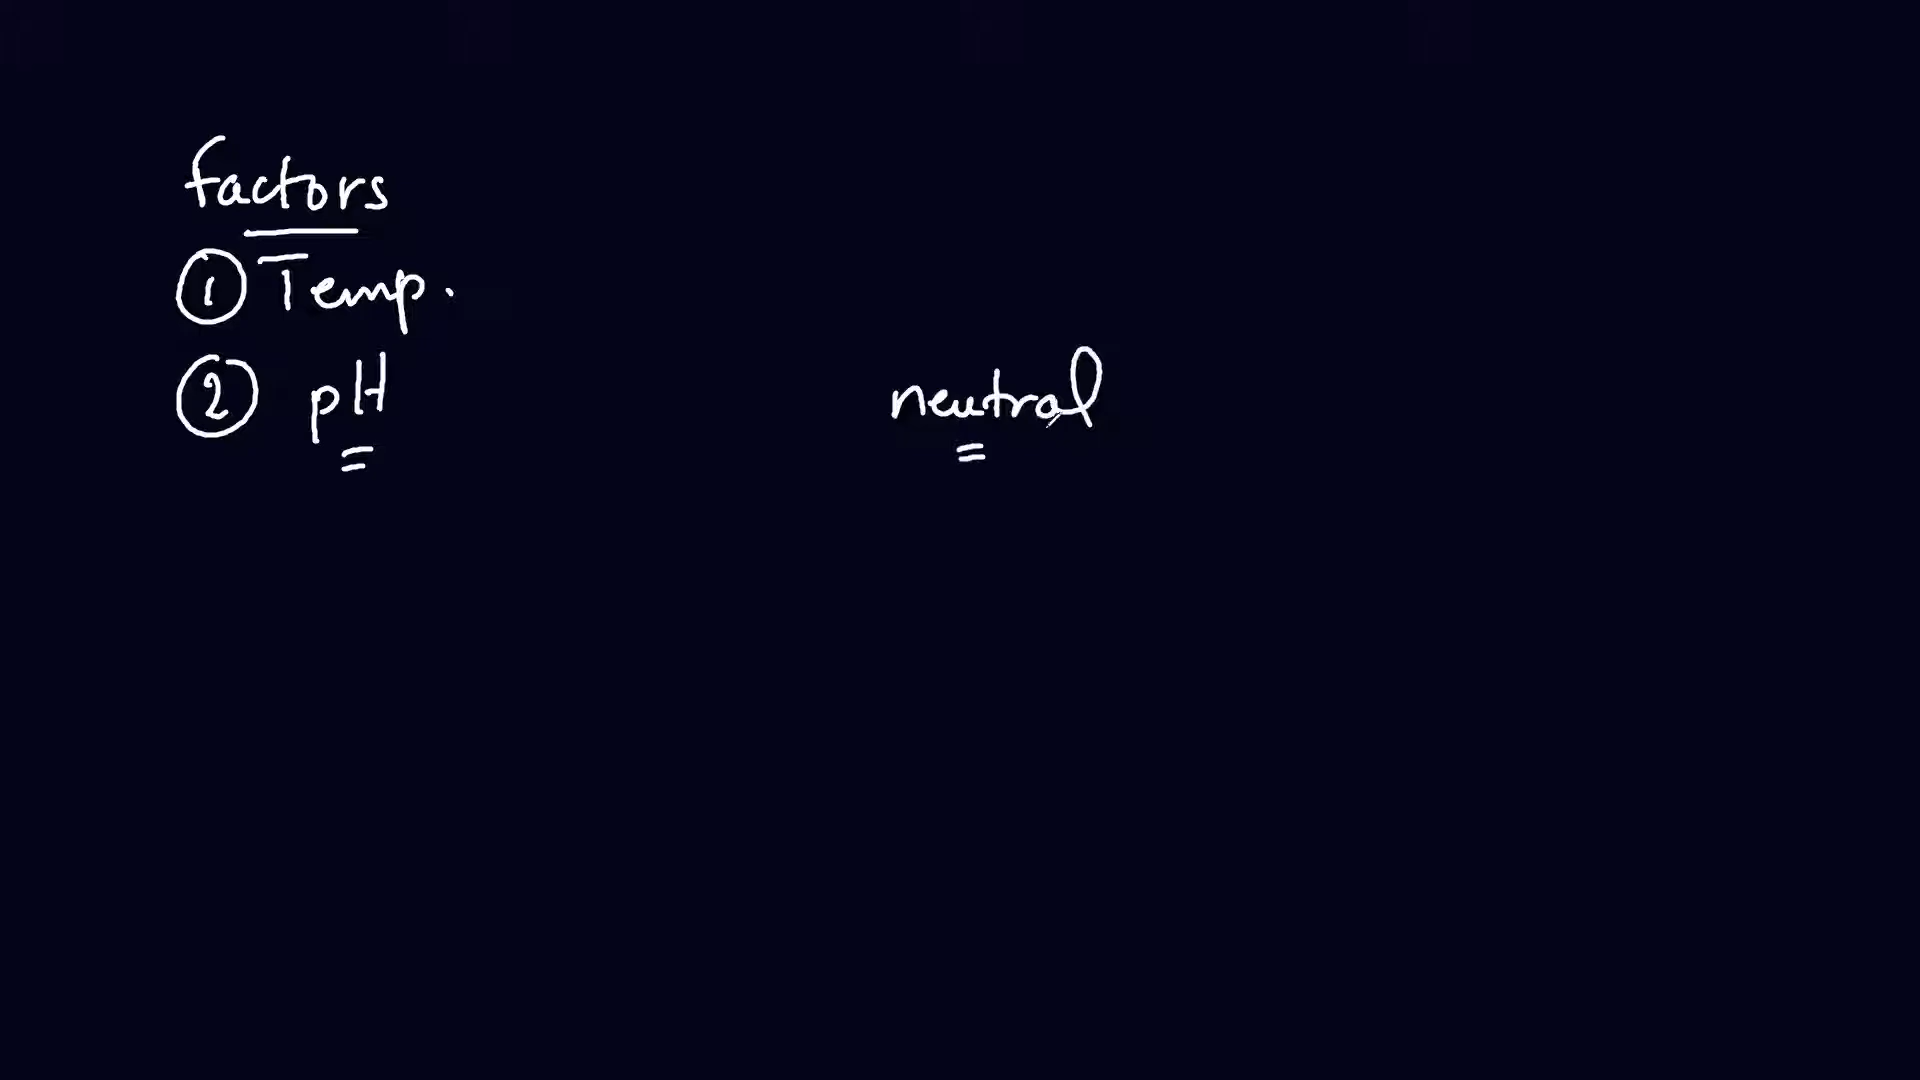 factors
① Temp.
② pH neutral